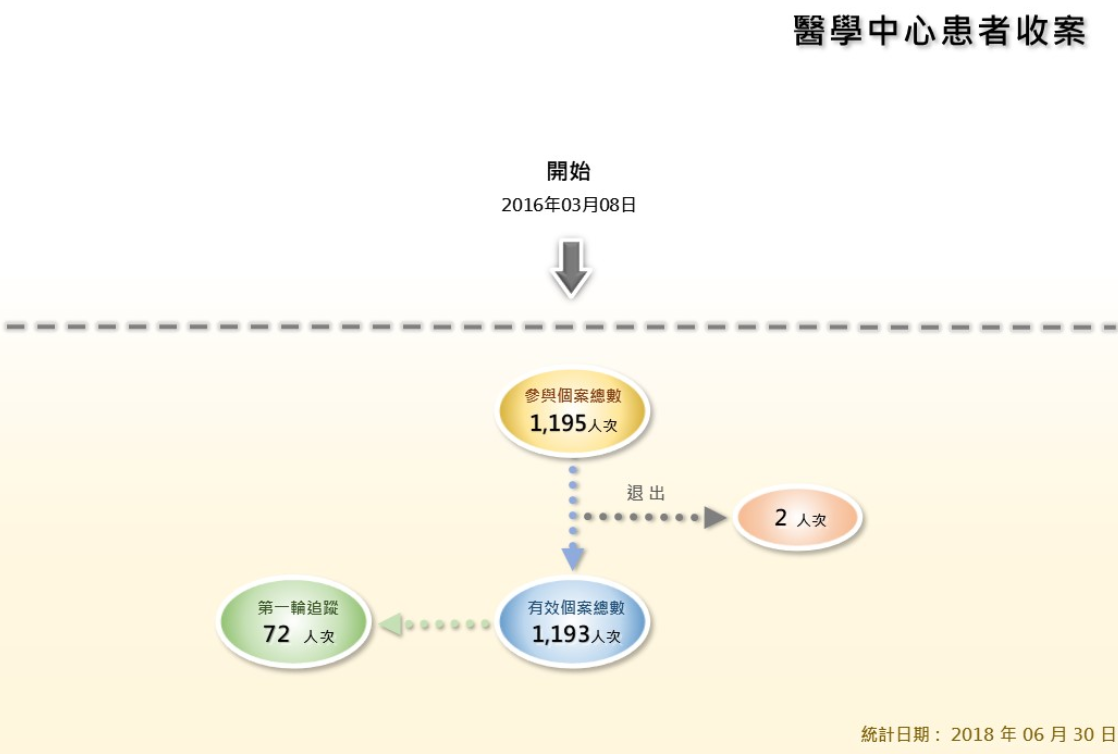 醫學中心患者收案
開始
2016年03月08日
參與個案總數
1,195人次
退 出
2 人次
第一輪追蹤
72 人次
有效個案總數
1,193人次
統計日期： 2018 年 06 月 30 日